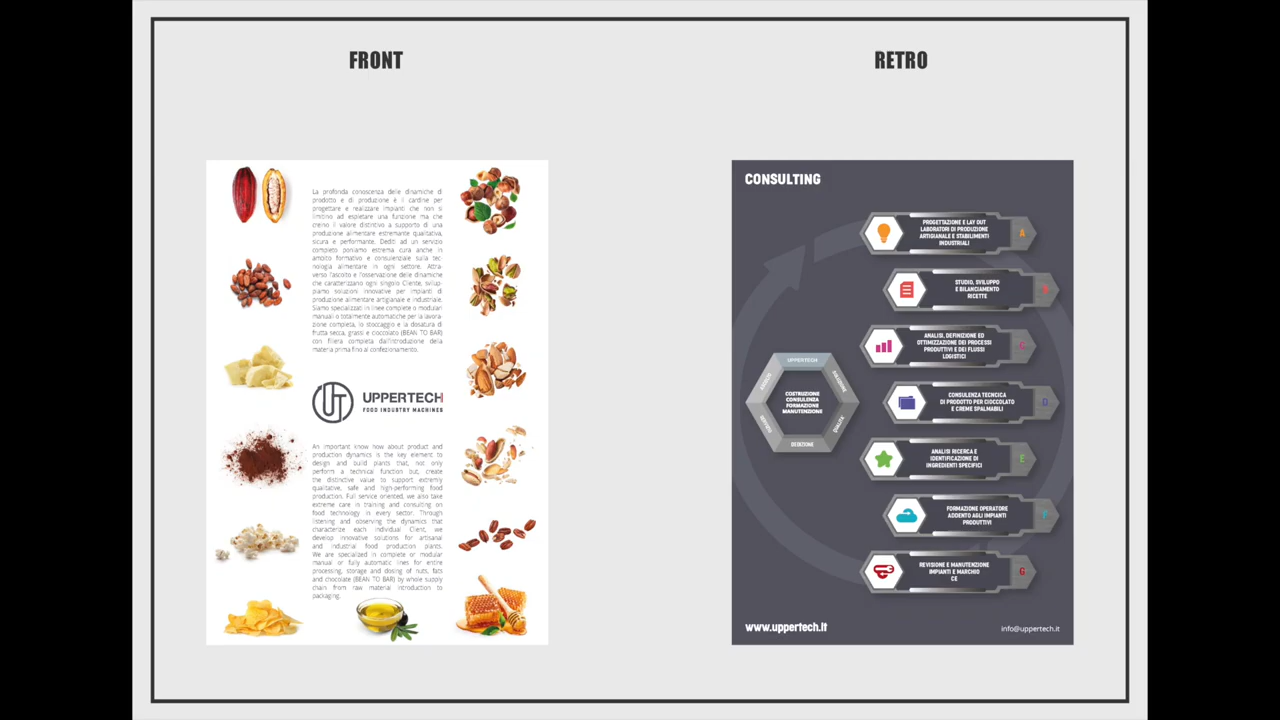 FRONT
RETRO
La profonda conoscenza delle dinamiche di
prodotto e di produzione è il cardine per
progettare e realizzare impianti che non si
limitino ad espletare una funzione ma che
creino il valore distintivo a supporto di una
produzione alimentare estremante qualitativa,
sicura e performante. Dediti ad un servizio
completo poniamo estrema cura anche in
ambito formativo e consulenziale sulla tec-
nologia alimentare in ogni settore. Attra-
verso l'ascolto e l'osservazione delle dinamiche
che caratterizzano ogni singolo Cliente, svilup-
piamo soluzioni innovative per impianti di
produzione alimentare artigianale e industriale.
Siamo specializzati in linee complete o modulari
manuali o totalmente automatiche per la lavora-
zione completa, lo stoccaggio e la dosatura di
frutta secca, grassi e cioccolato (BEAN TO BAR)
con filiera completa dall'introduzione della
materia prima fino al confezionamento.
UT
UPPERTECH
FOOD INDUSTRY MACHINES
An important know how about product and
production dynamics is the key element to
design and build plants that, not only
perform a technical function but, create
the distinctive value to support extremly
qualitative, safe and high-performing food
production. Full service oriented, we also take
extreme care in training and consulting on
food technology in every sector. Through
listening and observing the dynamics that
characterize each individual Client, we
develop innovative solutions for artisanal
and industrial food production plants.
We are specialized in complete or modular
manual or fully automatic lines for entire
processing, storage and dosing of nuts, fats
and chocolate (BEAN TO BAR) by whole supply
chain from raw material introduction to
packaging.
CONSULTING
PROGETTAZIONE E LAY OUT
LABORATORI DI PRODUZIONE
ARTIGIANALE E STABILIMENTI
INDUSTRIALI
A
STUDIO, SVILUPPO
E BILANCIAMENTO
RICETTE
B
ANALISI, DEFINIZIONE ED
OTTIMIZZAZIONE DEI PROCESSI
PRODUTTIVI E DEI FLUSSI
LOGISTICI
C
UPPERTECH
COSTRUZIONE
CONSULENZA
FORMAZIONE
MANUTENZIONE
DEDIZIONE
CONSULENZA TECNCICA
DI PRODOTTO PER CIOCCOLATO
E CREME SPALMABILI
D
ANALISI RICERCA E
IDENTIFICAZIONE DI
INGREDIENTI SPECIFICI
E
FORMAZIONE OPERATORE
ADDENTO AGLI IMPIANTI
PRODUTTIVI
F
REVISIONE E MANUTENZIONE
IMPIANTI E MARCHIO
CE
G
www.uppertech.it
info@uppertech.it